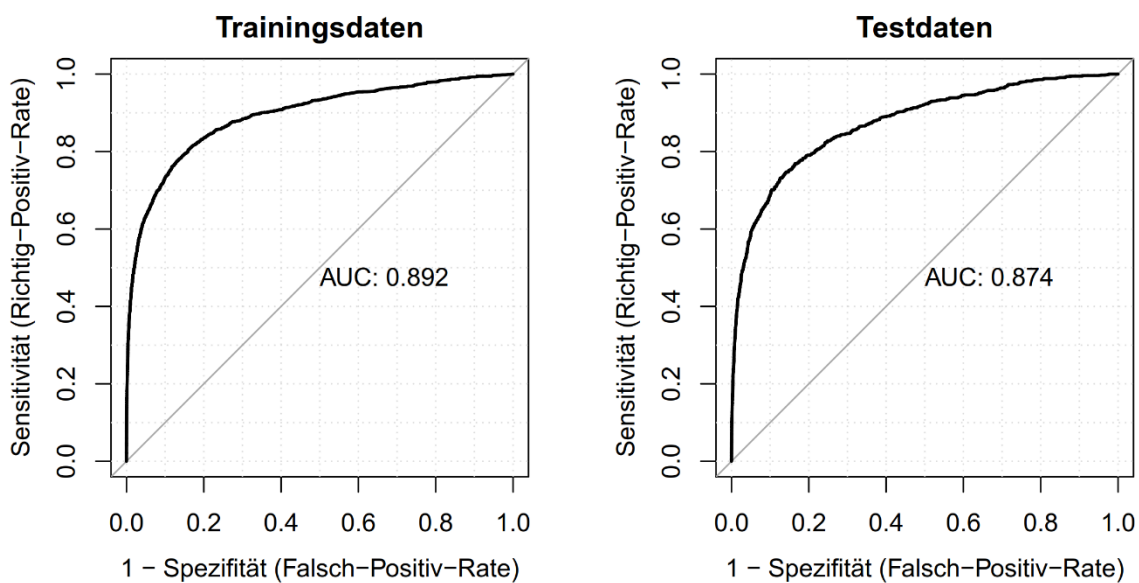 Trainingsdaten
Sensitivität (Richtig−Positiv−Rate)
1.0
0.8
0.6
0.4
0.2
0.0
AUC: 0.892
0.0 0.2 0.4 0.6 0.8 1.0
1 − Spezifität (Falsch−Positiv−Rate)
Testdaten
Sensitivität (Richtig−Positiv−Rate)
1.0
0.8
0.6
0.4
0.2
0.0
AUC: 0.874
0.0 0.2 0.4 0.6 0.8 1.0
1 − Spezifität (Falsch−Positiv−Rate)